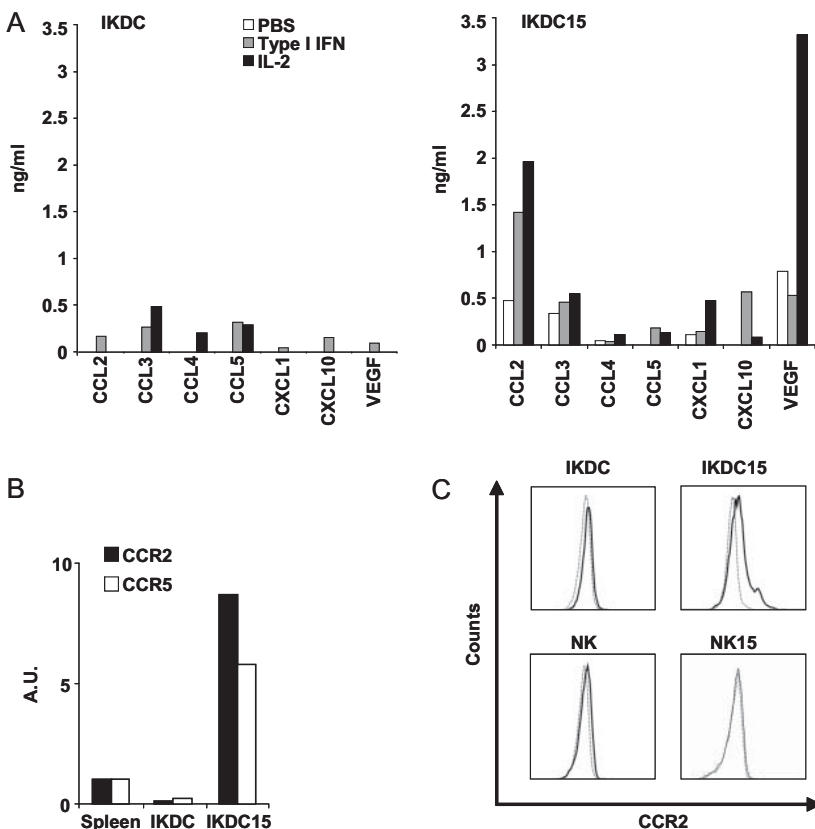 A
IKDC
PBS
Type I IFN
IL-2
3.5
3
2.5
2
1.5
1
0.5
0
ng/ml
CCL2
CCL3
CCL4
CCL5
CXCL1
CXCL10
VEGF
IKDC15
3.5
3
2.5
2
1.5
1
0.5
0
ng/ml
CCL2
CCL3
CCL4
CCL5
CXCL1
CXCL10
VEGF
B
CCR2
CCR5
10
5
0
A.U.
Spleen IKDC IKDC15
C
IKDC IKDC15
NK NK15
Counts
CCR2